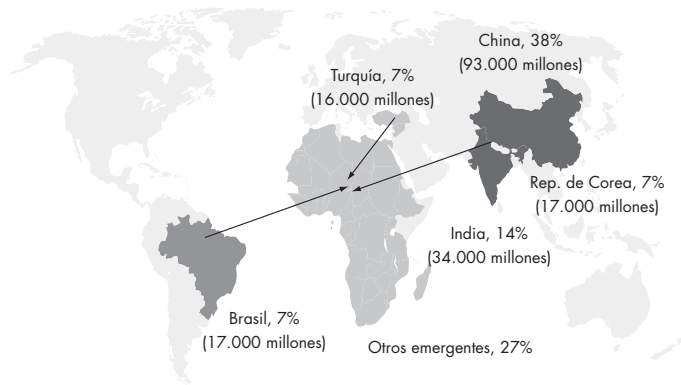 China, 38%
(93.000 millones)
Turquía, 7%
(16.000 millones)
Rep. de Corea, 7%
(17.000 millones)
India, 14%
(34.000 millones)
Brasil, 7%
(17.000 millones)
Otros emergentes, 27%